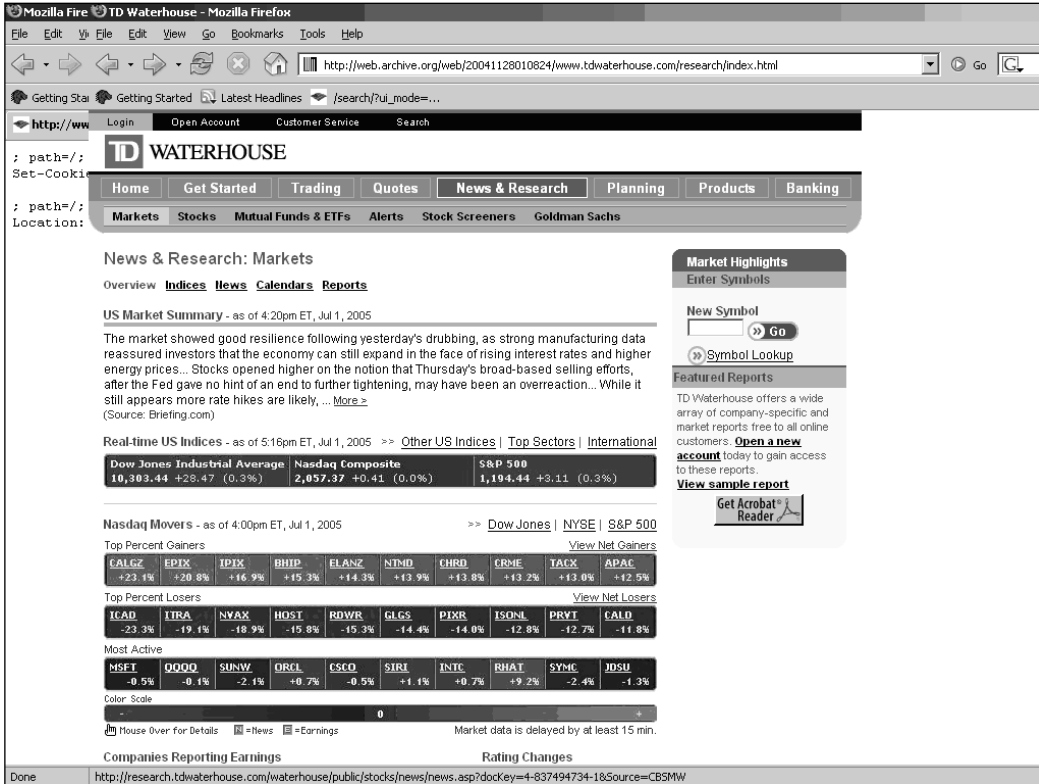 Mozilla Fire TD Waterhouse - Mozilla Firefox
File Edit Vi File Edit View Go Bookmarks Tools Help
http://web.archive.org/web/20041128010824/www.tdwaterhouse.com/research/index.html Go G
Getting Sta Getting Started Latest Headlines /search/?ui_mode=...
http://ww Login Open Account Customer Service Search
TD WATERHOUSE
; path=/;
Set-Cookie
Home Get Started Trading Quotes News & Research Planning Products Banking
; path=/;
Markets Stocks Mutual Funds & ETFs Alerts Stock Screeners Goldman Sachs
Location:
News & Research: Markets
Overview Indices News Calendars Reports
US Market Summary - as of 4:20pm ET, Jul 1, 2005
The market showed good resilience following yesterday's drubbing, as strong manufacturing data
reassured investors that the economy can still expand in the face of rising interest rates and higher
energy prices... Stocks opened higher on the notion that Thursday's broad-based selling efforts,
after the Fed gave no hint of an end to further tightening, may have been an overreaction... While it
still appears more rate hikes are likely, ... More >
(Source: Briefing.com)
Real-time US Indices - as of 5:16pm ET, Jul 1, 2005 >> Other US Indices | Top Sectors | International
Dow Jones Industrial Average Nasdaq Composite S&P 500
10,303.44 +28.47 (0.3%) 2,057.37 +0.41 (0.0%) 1,194.44 +3.11 (0.3%)
Nasdaq Movers - as of 4:00pm ET, Jul 1, 2005 >> Dow Jones | NYSE | S&P 500
Top Percent Gainers View Net Gainers
CALGZ EPIX IPIX BHIP ELANZ NTMD CHRD CRME TACX APAC
+23.1% +20.8% +16.9% +15.3% +14.3% +13.9% +13.8% +13.2% +13.0% +12.5%
Top Percent Losers View Net Losers
ICAD ITRA NVAX HOST RDWR GLGS PIXR ISONL PRVT CALD
-23.3% -19.1% -18.9% -15.8% -15.3% -14.4% -14.0% -12.8% -12.7% -11.8%
Most Active
MSFT QQQQ SUNW ORCL CSCO SIRI INTC RHAT SYMC JDSU
-0.5% -0.1% -2.1% +0.7% -0.5% +1.1% +0.7% +9.2% -2.4% -1.3%
Color Scale
- 0 +
Mouse Over for Details N =News E =Earnings Market data is delayed by at least 15 min.
Companies Reporting Earnings Rating Changes
Market Highlights
Enter Symbols
New Symbol
Go
Symbol Lookup
Featured Reports
TD Waterhouse offers a wide
array of company-specific and
market reports free to all online
customers. Open a new
account today to gain access
to these reports.
View sample report
Get Acrobat®
Reader
Done http://research.tdwaterhouse.com/waterhouse/public/stocks/news/news.asp?docKey=4-837494734-1&Source=CBSMW